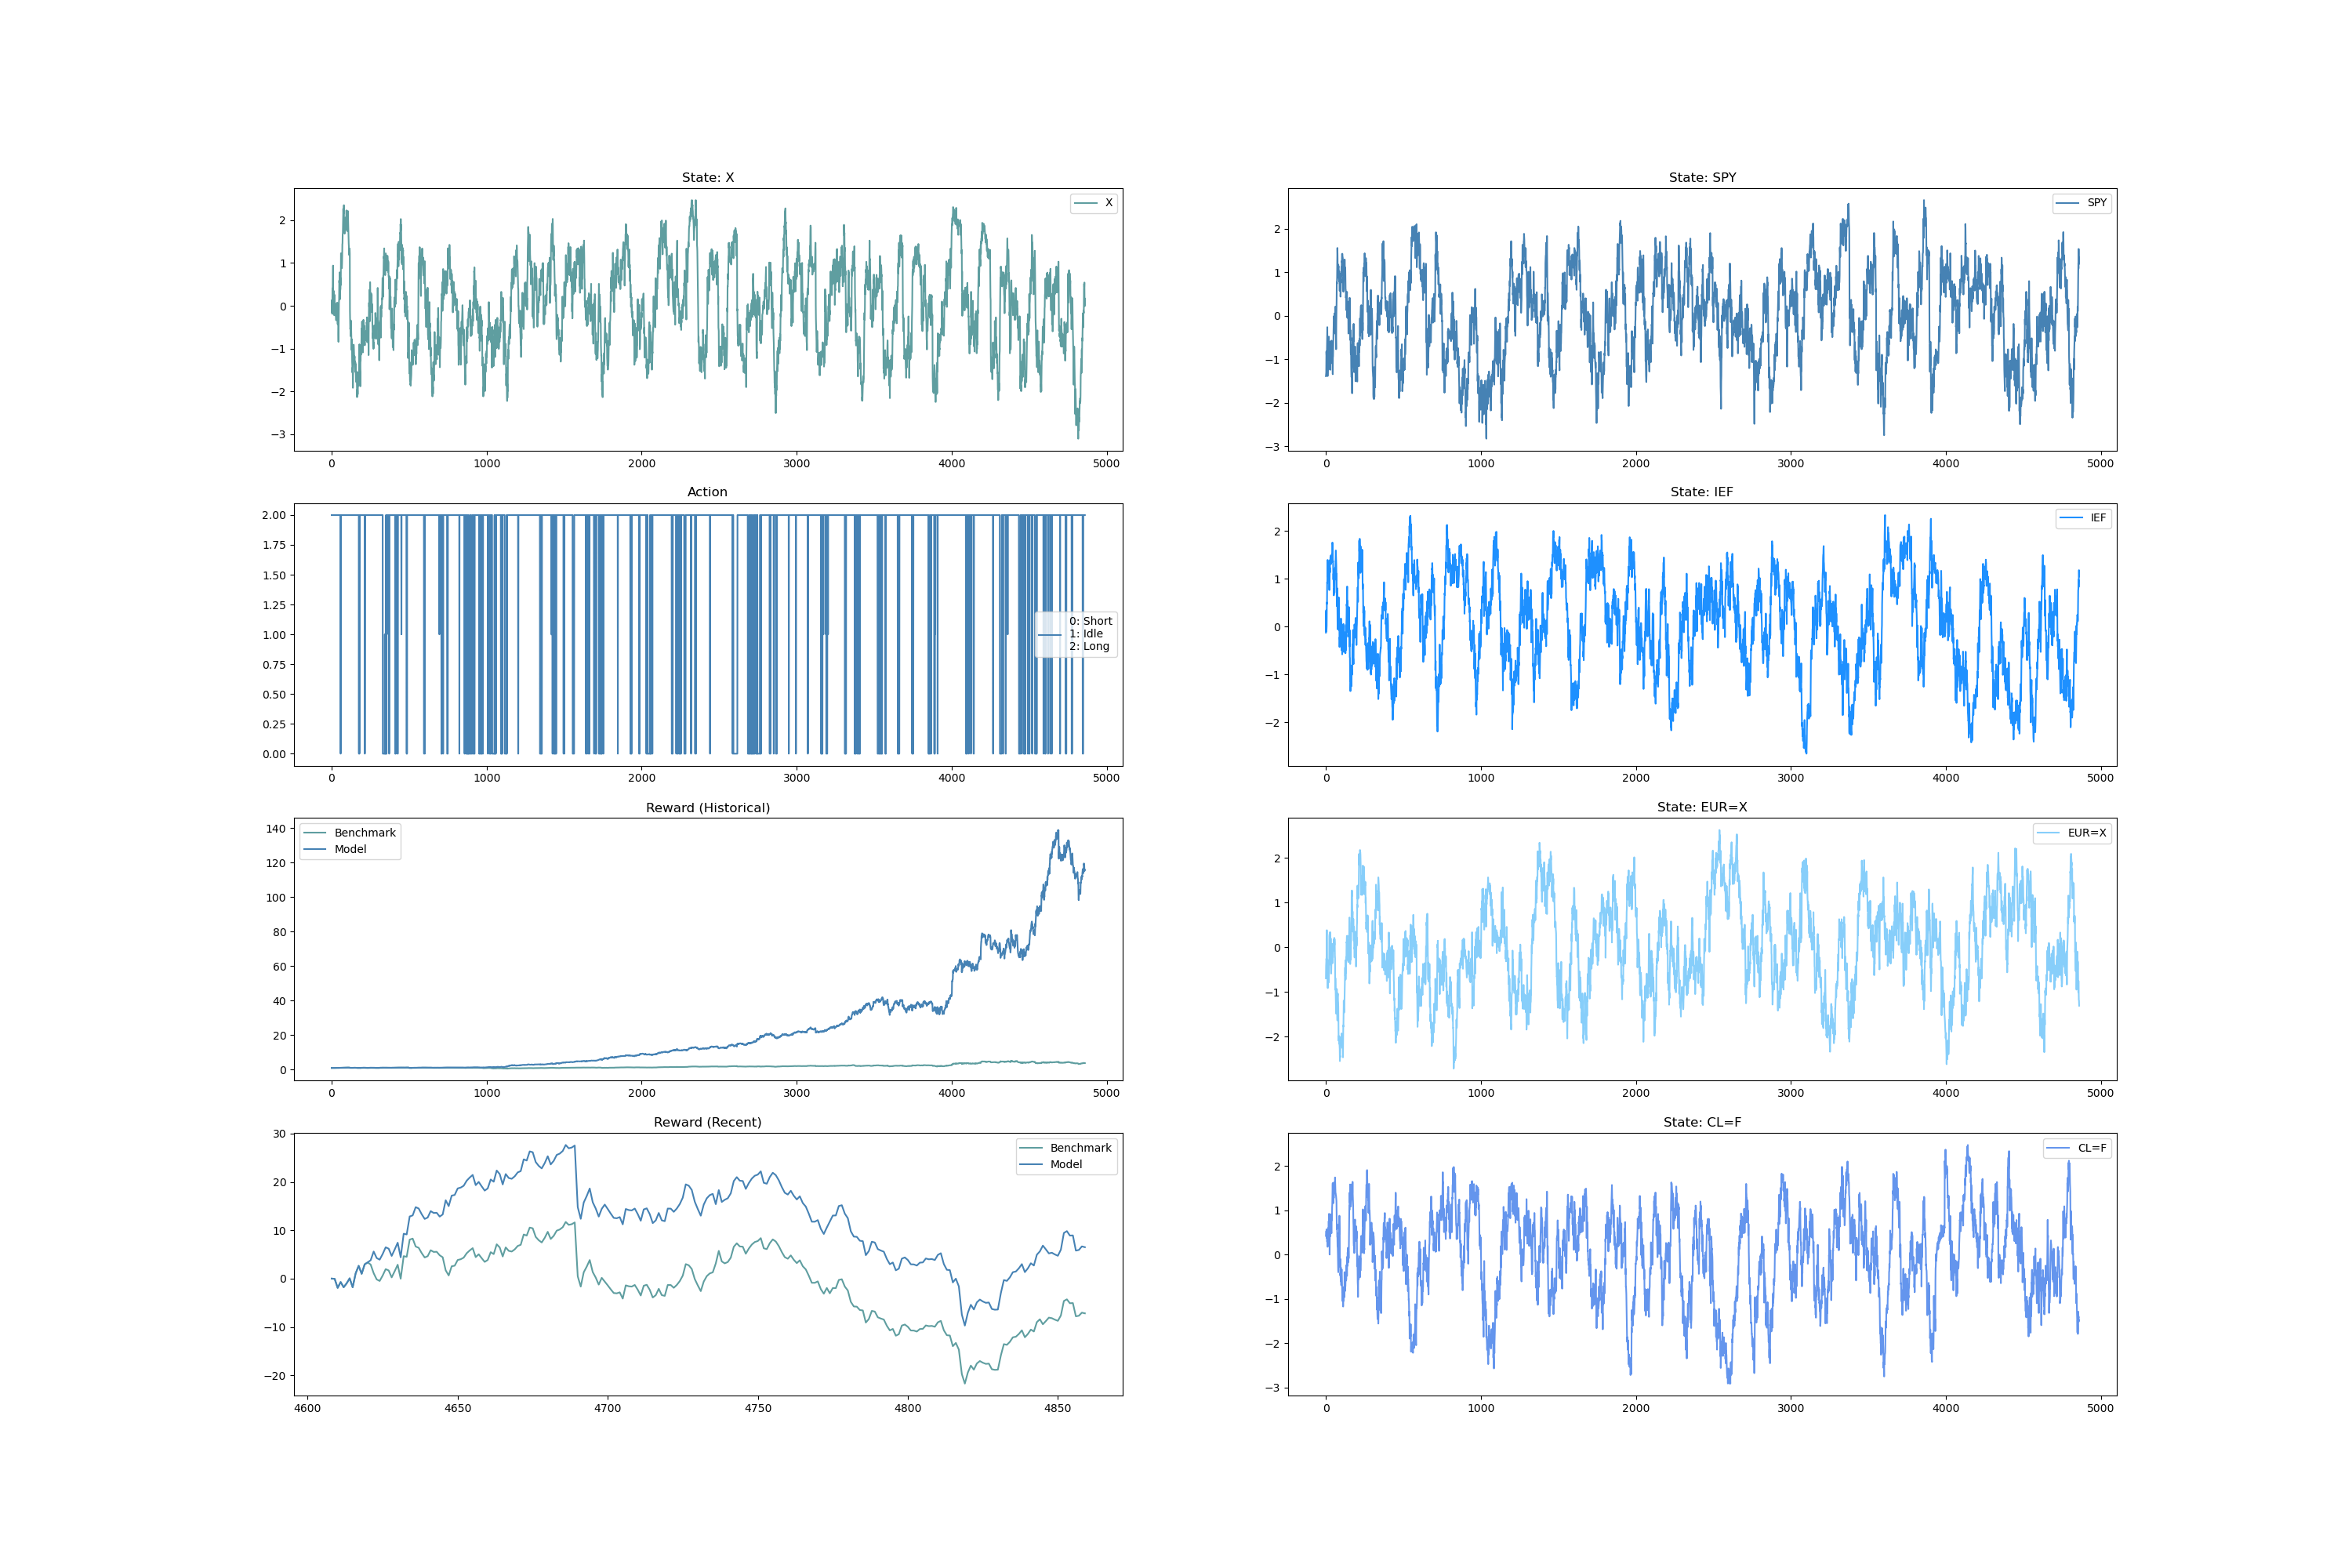 State: X
X
2
1
0
−1
−2
−3
0 1000 2000 3000 4000 5000
State: SPY
SPY
2
1
0
−1
−2
−3
0 1000 2000 3000 4000 5000
Action
2.00
1.75
1.50
1.25
1.00
0.75
0.50
0.25
0.00
0: Short
1: Idle
2: Long
0 1000 2000 3000 4000 5000
State: IEF
IEF
2
1
0
−1
−2
0 1000 2000 3000 4000 5000
Reward (Historical)
Benchmark
Model
140
120
100
80
60
40
20
0
0 1000 2000 3000 4000 5000
State: EUR=X
EUR=X
2
1
0
−1
−2
0 1000 2000 3000 4000 5000
Reward (Recent)
Benchmark
Model
30
20
10
0
−10
−20
4600 4650 4700 4750 4800 4850
State: CL=F
CL=F
2
1
0
−1
−2
−3
0 1000 2000 3000 4000 5000